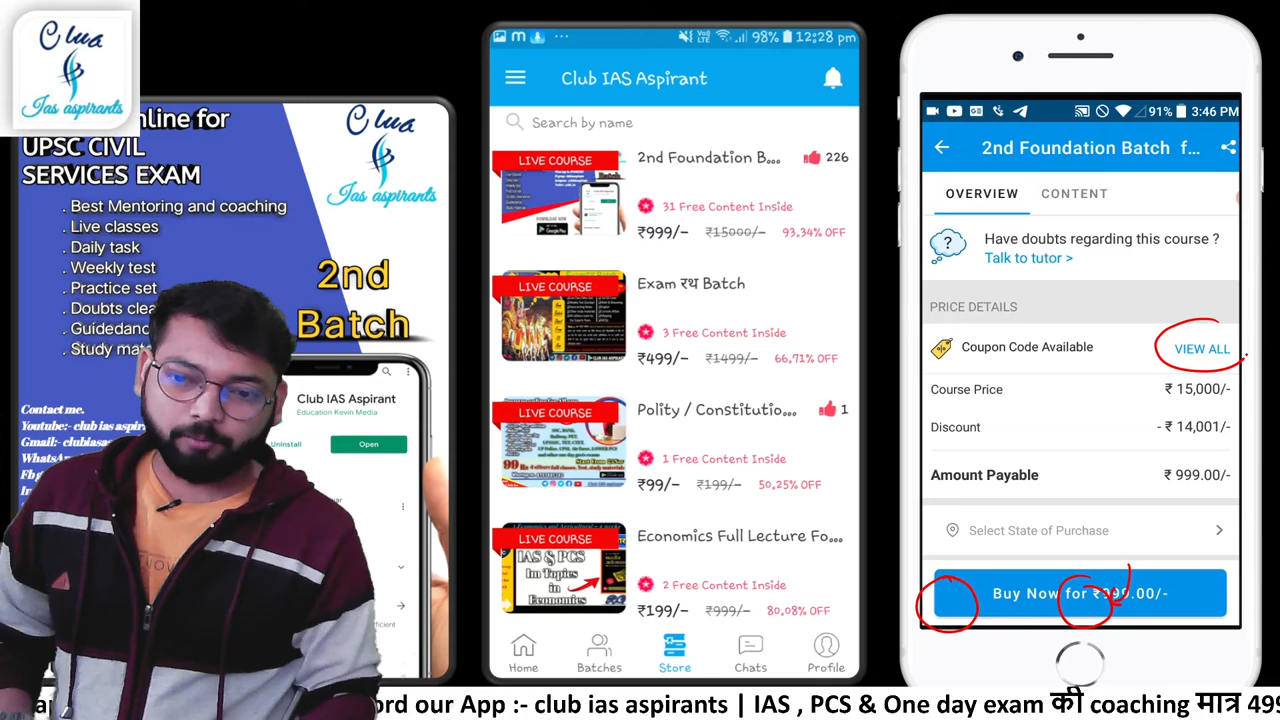 Clua
Ias aspirants
nline for
UPSC CIVIL
SERVICES EXAM
Clua
Ias aspirants
. Best Mentoring and coaching
. Live classes
. Daily task
. Weekly test
. Practice set
. Doubts clea
. Guidedanc
. Study mate
2nd
Batch
Contact me.
Youtube:- club ias aspir
Gmail:- clubiasa
WhatsA
Fb
In
Club IAS Aspirant
Education Kevin Media
Uninstall
Open
98% 12:28 pm
Club IAS Aspirant
Search by name
LIVE COURSE
2nd Foundation B...
226
31 Free Content Inside
₹999/- ₹15000/- 93.34% OFF
LIVE COURSE
Exam रथ Batch
3 Free Content Inside
₹499/- ₹1499/- 66.71% OFF
LIVE COURSE
Polity / Constitutio...
1
1 Free Content Inside
₹99/- ₹199/- 50.25% OFF
LIVE COURSE
Economics Full Lecture Fo...
IAS & PCS
Im Topics
in
Economics
2 Free Content Inside
₹199/- ₹999/- 80.08% OFF
Home
Batches
Store
Chats
Profile
91% 3:46 PM
2nd Foundation Batch f...
OVERVIEW
CONTENT
Have doubts regarding this course ?
Talk to tutor >
PRICE DETAILS
Coupon Code Available
VIEW ALL
Course Price ₹ 15,000/-
Discount - ₹ 14,001/-
Amount Payable ₹ 999.00/-
Select State of Purchase
Buy Now for ₹999.00/-
ord our App :- club ias aspirants | IAS , PCS & One day exam की coaching मात्र 499